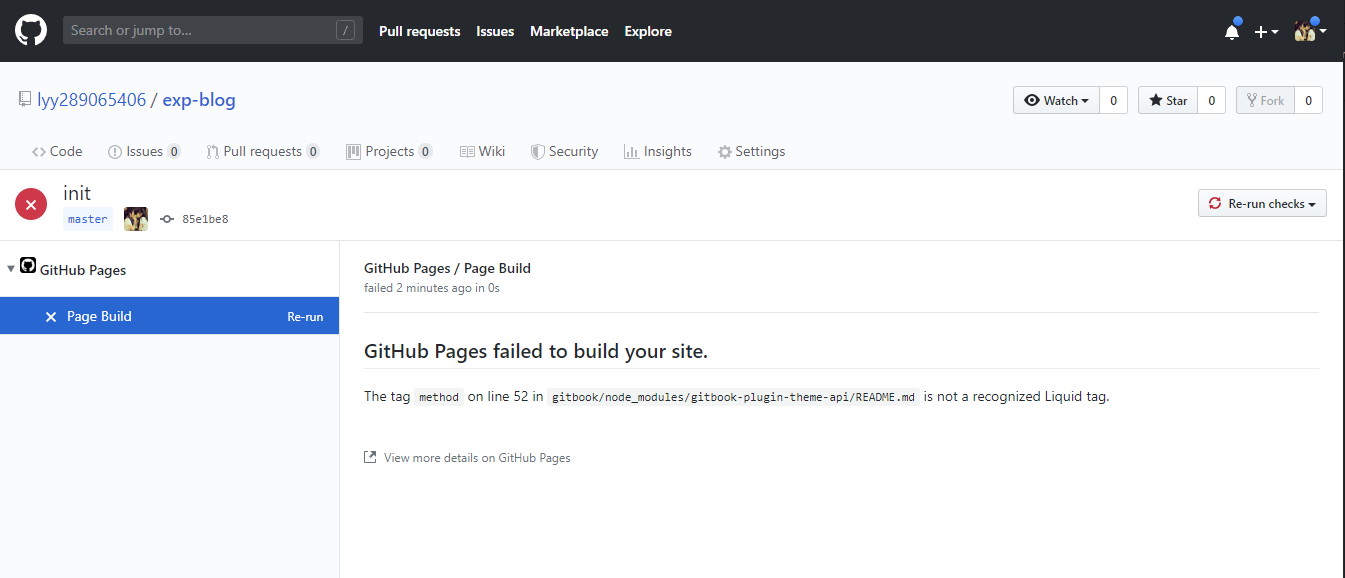 Search or jump to... / Pull requests Issues Marketplace Explore
lyy289065406 / exp-blog Watch 0 Star 0 Fork 0
Code Issues 0 Pull requests 0 Projects 0 Wiki Security Insights Settings
init
master 85e1be8 Re-run checks
GitHub Pages
Page Build Re-run
GitHub Pages / Page Build
failed 2 minutes ago in 0s
GitHub Pages failed to build your site.
The tag method on line 52 in gitbook/node_modules/gitbook-plugin-theme-api/README.md is not a recognized Liquid tag.
View more details on GitHub Pages